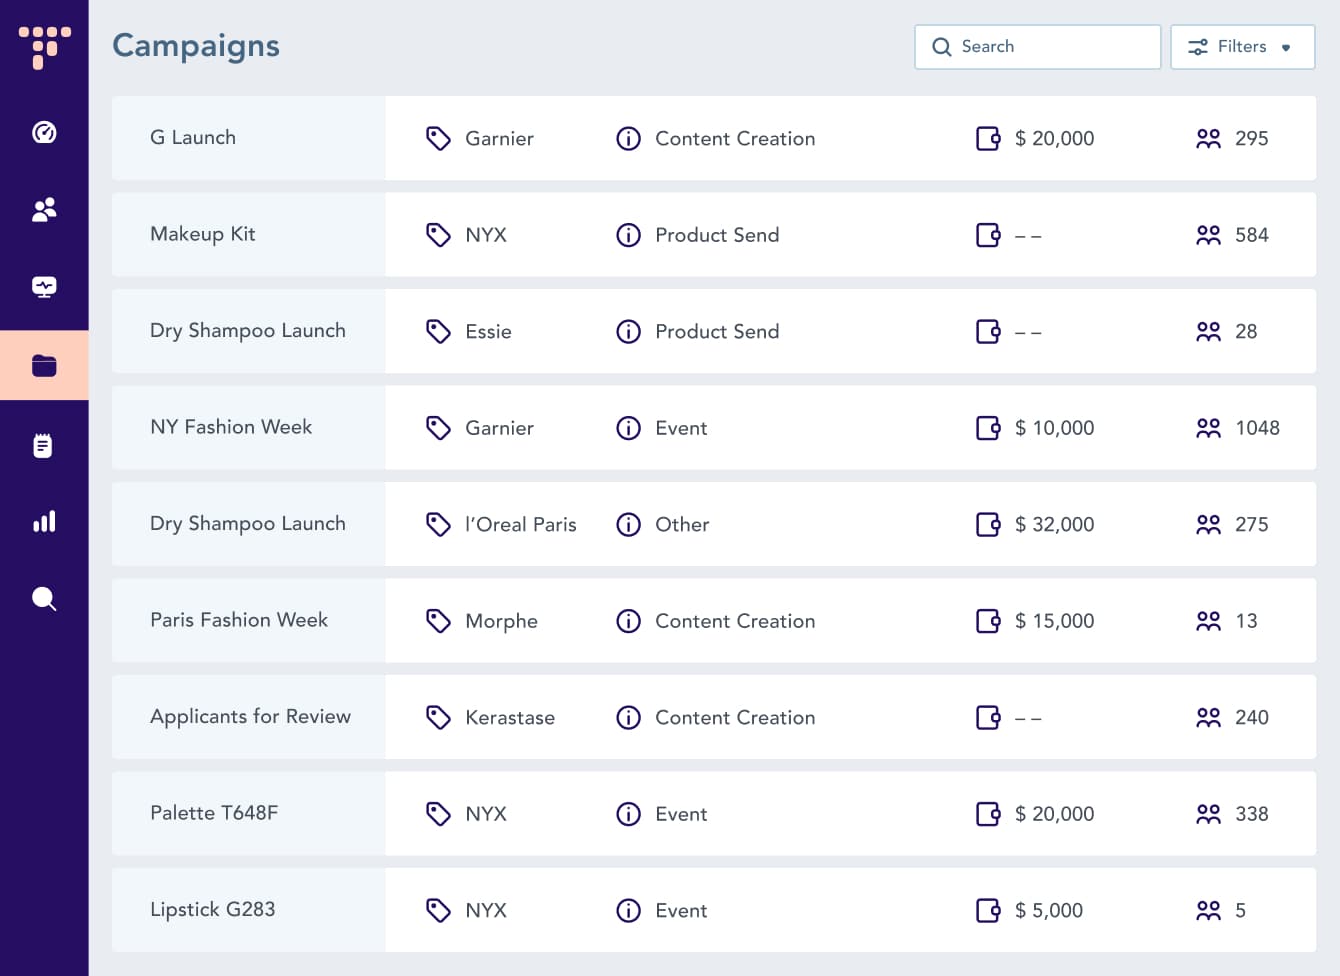 Campaigns
Search
Filters
G Launch Garnier Content Creation $ 20,000 295
Makeup Kit NYX Product Send – – 584
Dry Shampoo Launch Essie Product Send – – 28
NY Fashion Week Garnier Event $ 10,000 1048
Dry Shampoo Launch l’Oreal Paris Other $ 32,000 275
Paris Fashion Week Morphe Content Creation $ 15,000 13
Applicants for Review Kerastase Content Creation – – 240
Palette T648F NYX Event $ 20,000 338
Lipstick G283 NYX Event $ 5,000 5